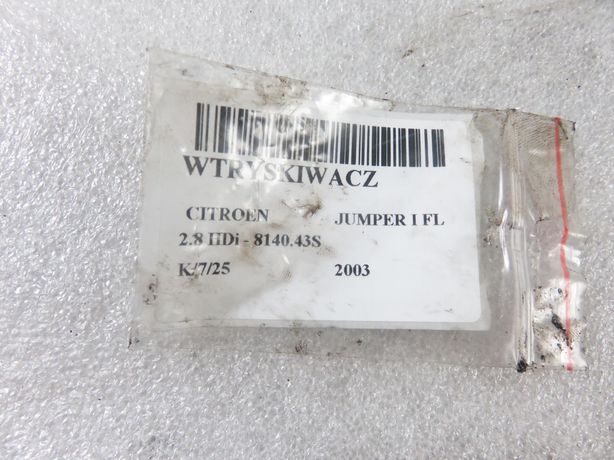 WTRYSKIWACZ
CITROEN JUMPER I FL
2.8 HDi - 8140.43S
K/7/25 2003